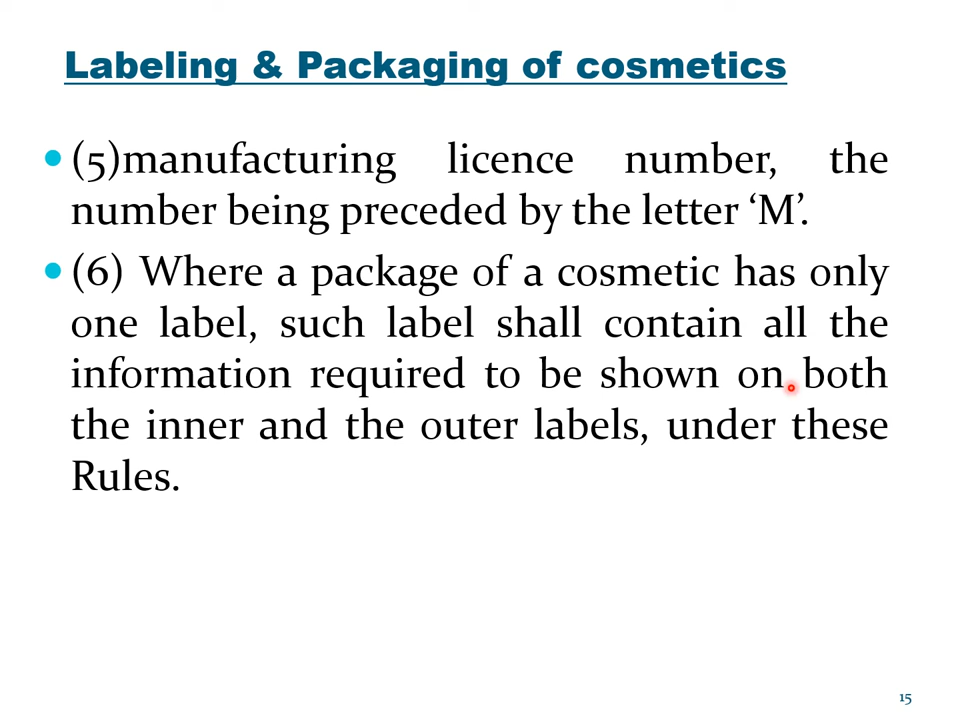 Labeling & Packaging of cosmetics
• (5)manufacturing licence number, the
number being preceded by the letter ‘M’.
• (6) Where a package of a cosmetic has only
one label, such label shall contain all the
information required to be shown on both
the inner and the outer labels, under these
Rules.
15